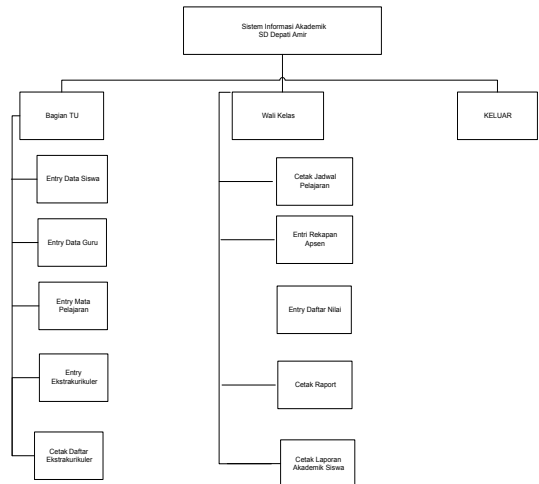 Sistem Informasi Akademik
SD Depati Amir
Bagian TU
Wali Kelas
KELUAR
Entry Data Siswa
Cetak Jadwal
Pelajaran
Entry Data Guru
Entri Rekapan
Apsen
Entry Mata
Pelajaran
Entry Daftar Nilai
Entry
Ekstrakurikuler
Cetak Raport
Cetak Daftar
Ekstrakurikuler
Cetak Laporan
Akademik Siswa